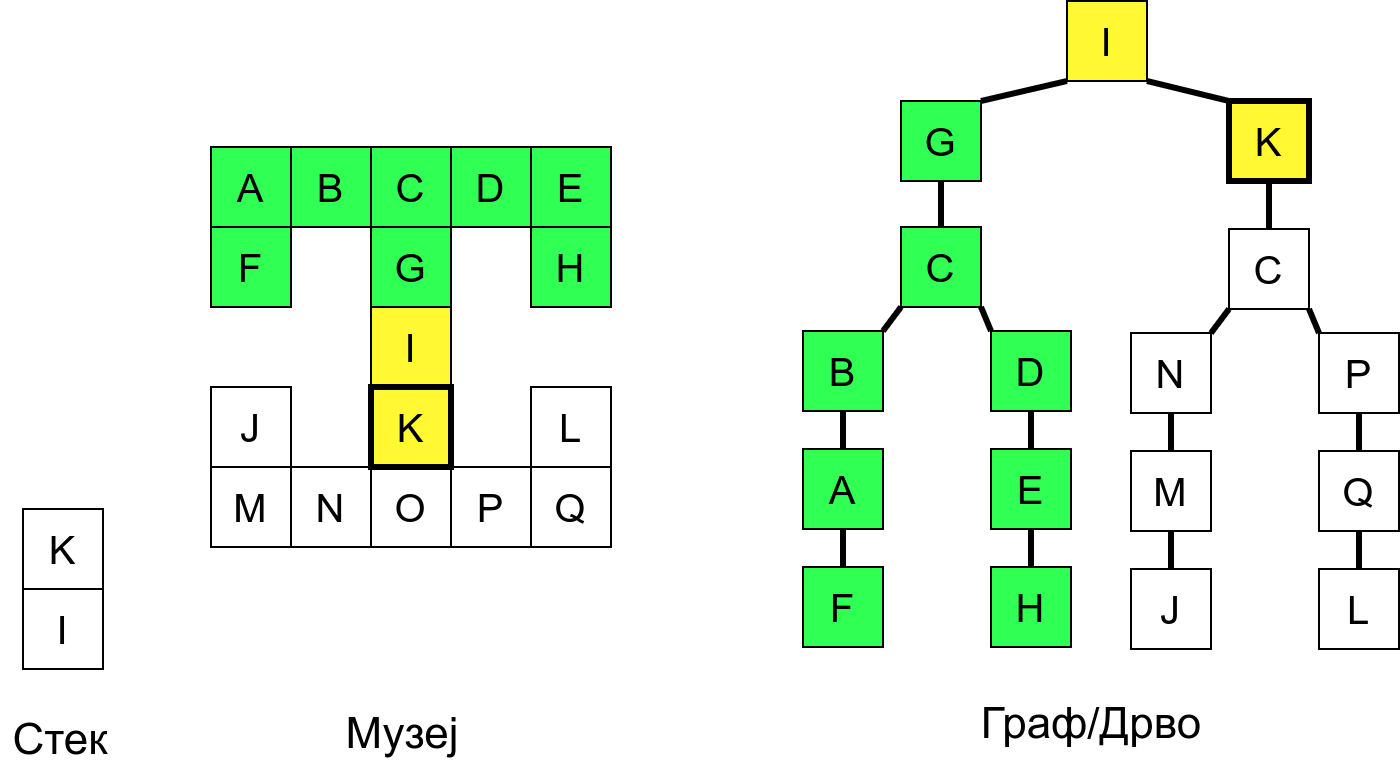 I
G K
A B C D E
F G H
C C
I
B D N P
J K L
A E M Q
M N O P Q
K
I
F H J L
Стек
Музеј
Граф/Дрво